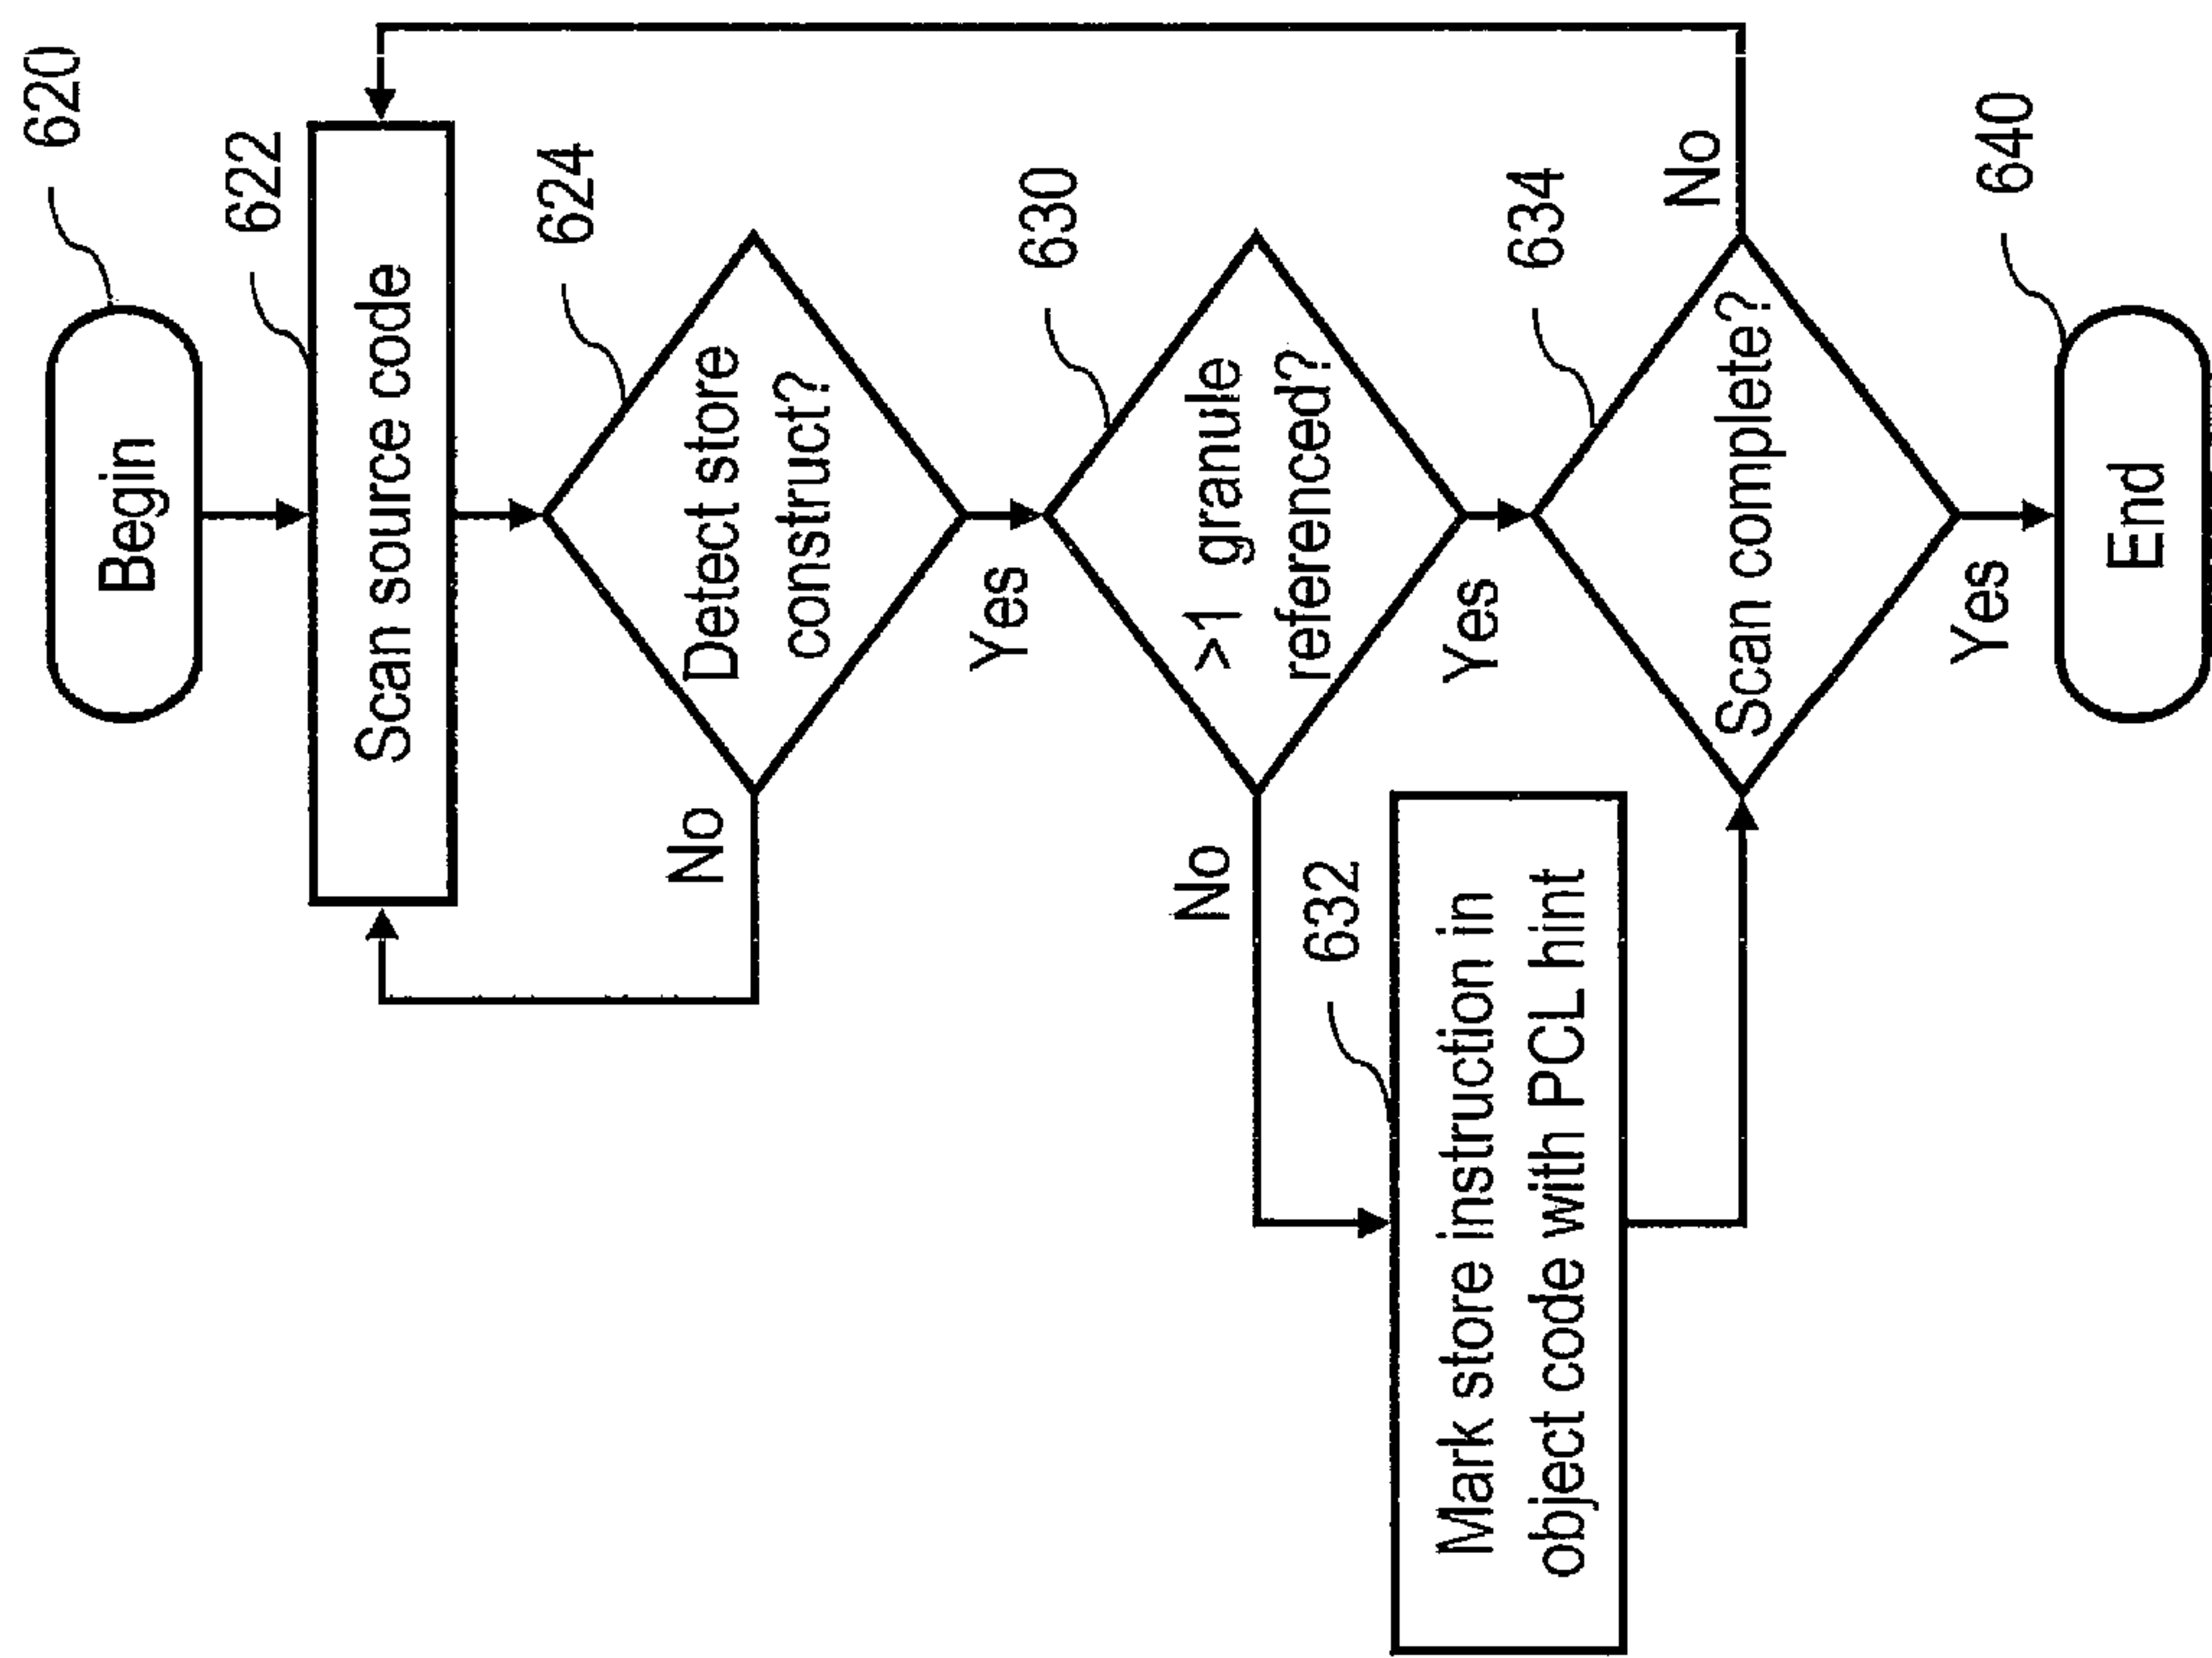 620
Begin
622
Scan source code
624
Detect store
construct?
No
Yes
630
>1 granule
referenced?
No
Yes
632
Mark store instruction in
object code with PCL hint
634
Scan complete?
No
Yes
640
End